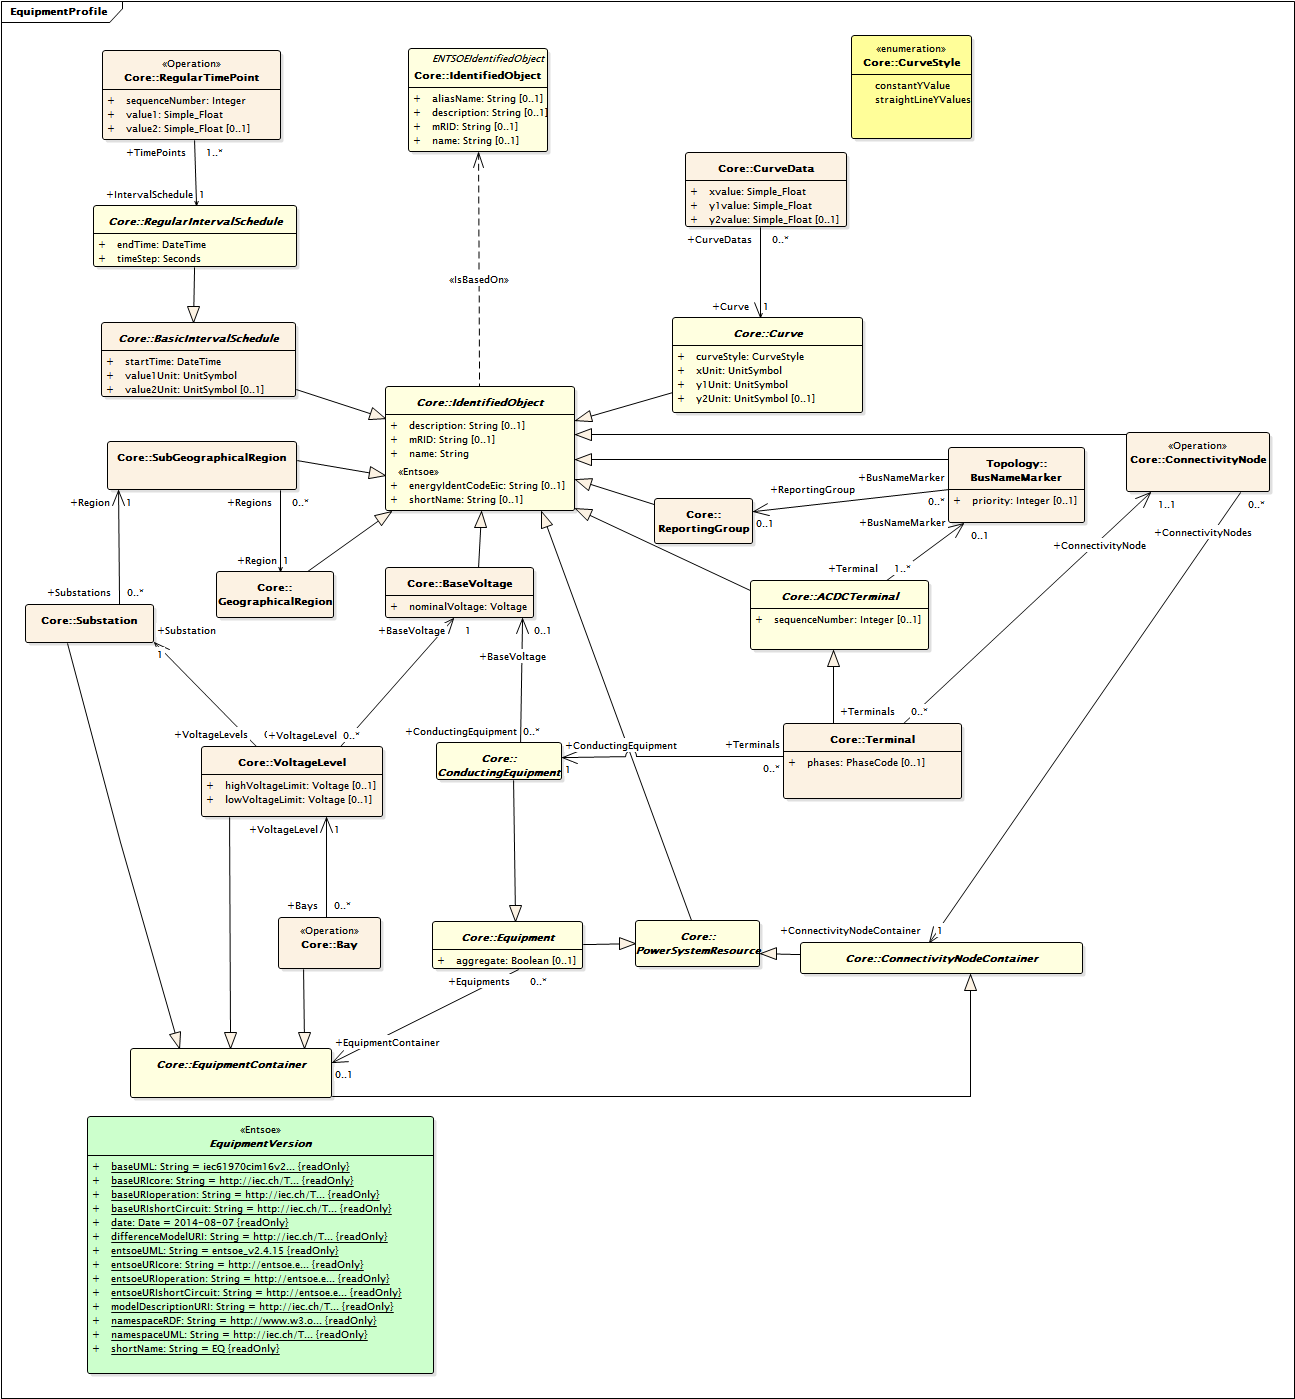 EquipmentProfile
«Operation»
Core::RegularTimePoint
+ sequenceNumber: Integer
+ value1: Simple_Float
+ value2: Simple_Float [0..1]
+TimePoints 1..*
+IntervalSchedule 1
Core::RegularIntervalSchedule
+ endTime: DateTime
+ timeStep: Seconds
Core::BasicIntervalSchedule
+ startTime: DateTime
+ value1Unit: UnitSymbol
+ value2Unit: UnitSymbol [0..1]
ENTSOEIdentifiedObject
Core::IdentifiedObject
+ aliasName: String [0..1]
+ description: String [0..1]
+ mRID: String [0..1]
+ name: String [0..1]
«IsBasedOn»
«enumeration»
Core::CurveStyle
constantYValue
straightLineYValues
Core::CurveData
+ xvalue: Simple_Float
+ y1value: Simple_Float
+ y2value: Simple_Float [0..1]
+CurveDatas 0..*
+Curve 1
Core::Curve
+ curveStyle: CurveStyle
+ xUnit: UnitSymbol
+ y1Unit: UnitSymbol
+ y2Unit: UnitSymbol [0..1]
Core::IdentifiedObject
+ description: String [0..1]
+ mRID: String [0..1]
+ name: String
«Entsoe»
+ energyIdentCodeEic: String [0..1]
+ shortName: String [0..1]
Core::SubGeographicalRegion
+Region 1
+Regions 0..*
+Region 1
Core::
GeographicalRegion
+Substations 0..*
Core::Substation
+Substation
1
Core::BaseVoltage
+ nominalVoltage: Voltage
+BaseVoltage 1
0..1
+BaseVoltage
Core::
ReportingGroup
+ReportingGroup
0..1
+BusNameMarker
0..*
Topology::
BusNameMarker
+ priority: Integer [0..1]
+BusNameMarker
0..1
+Terminal 1..*
«Operation»
Core::ConnectivityNode
1..1
+ConnectivityNode
0..*
+ConnectivityNodes
Core::ACDCTerminal
+ sequenceNumber: Integer [0..1]
+Terminals 0..*
Core::Terminal
+ phases: PhaseCode [0..1]
+Terminals
0..*
+ConductingEquipment
1
+ConductingEquipment 0..*
Core::
ConductingEquipment
+VoltageLevels
+VoltageLevel 0..*
Core::VoltageLevel
+ highVoltageLimit: Voltage [0..1]
+ lowVoltageLimit: Voltage [0..1]
+VoltageLevel 1
+Bays 0..*
«Operation»
Core::Bay
Core::Equipment
+ aggregate: Boolean [0..1]
+Equipments 0..*
Core::
PowerSystemResource
+ConnectivityNodeContainer 1
Core::ConnectivityNodeContainer
+EquipmentContainer
0..1
Core::EquipmentContainer
«Entsoe»
EquipmentVersion
+ baseUML: String = iec61970cim16v2... {readOnly}
+ baseURIcore: String = http://iec.ch/T... {readOnly}
+ baseURIoperation: String = http://iec.ch/T... {readOnly}
+ baseURIshortCircuit: String = http://iec.ch/T... {readOnly}
+ date: Date = 2014-08-07 {readOnly}
+ differenceModelURI: String = http://iec.ch/T... {readOnly}
+ entsoeUML: String = entsoe_v2.4.15 {readOnly}
+ entsoeURIcore: String = http://entsoe.e... {readOnly}
+ entsoeURIoperation: String = http://entsoe.e... {readOnly}
+ entsoeURIshortCircuit: String = http://entsoe.e... {readOnly}
+ modelDescriptionURI: String = http://iec.ch/T... {readOnly}
+ namespaceRDF: String = http://www.w3.o... {readOnly}
+ namespaceUML: String = http://iec.ch/T... {readOnly}
+ shortName: String = EQ {readOnly}